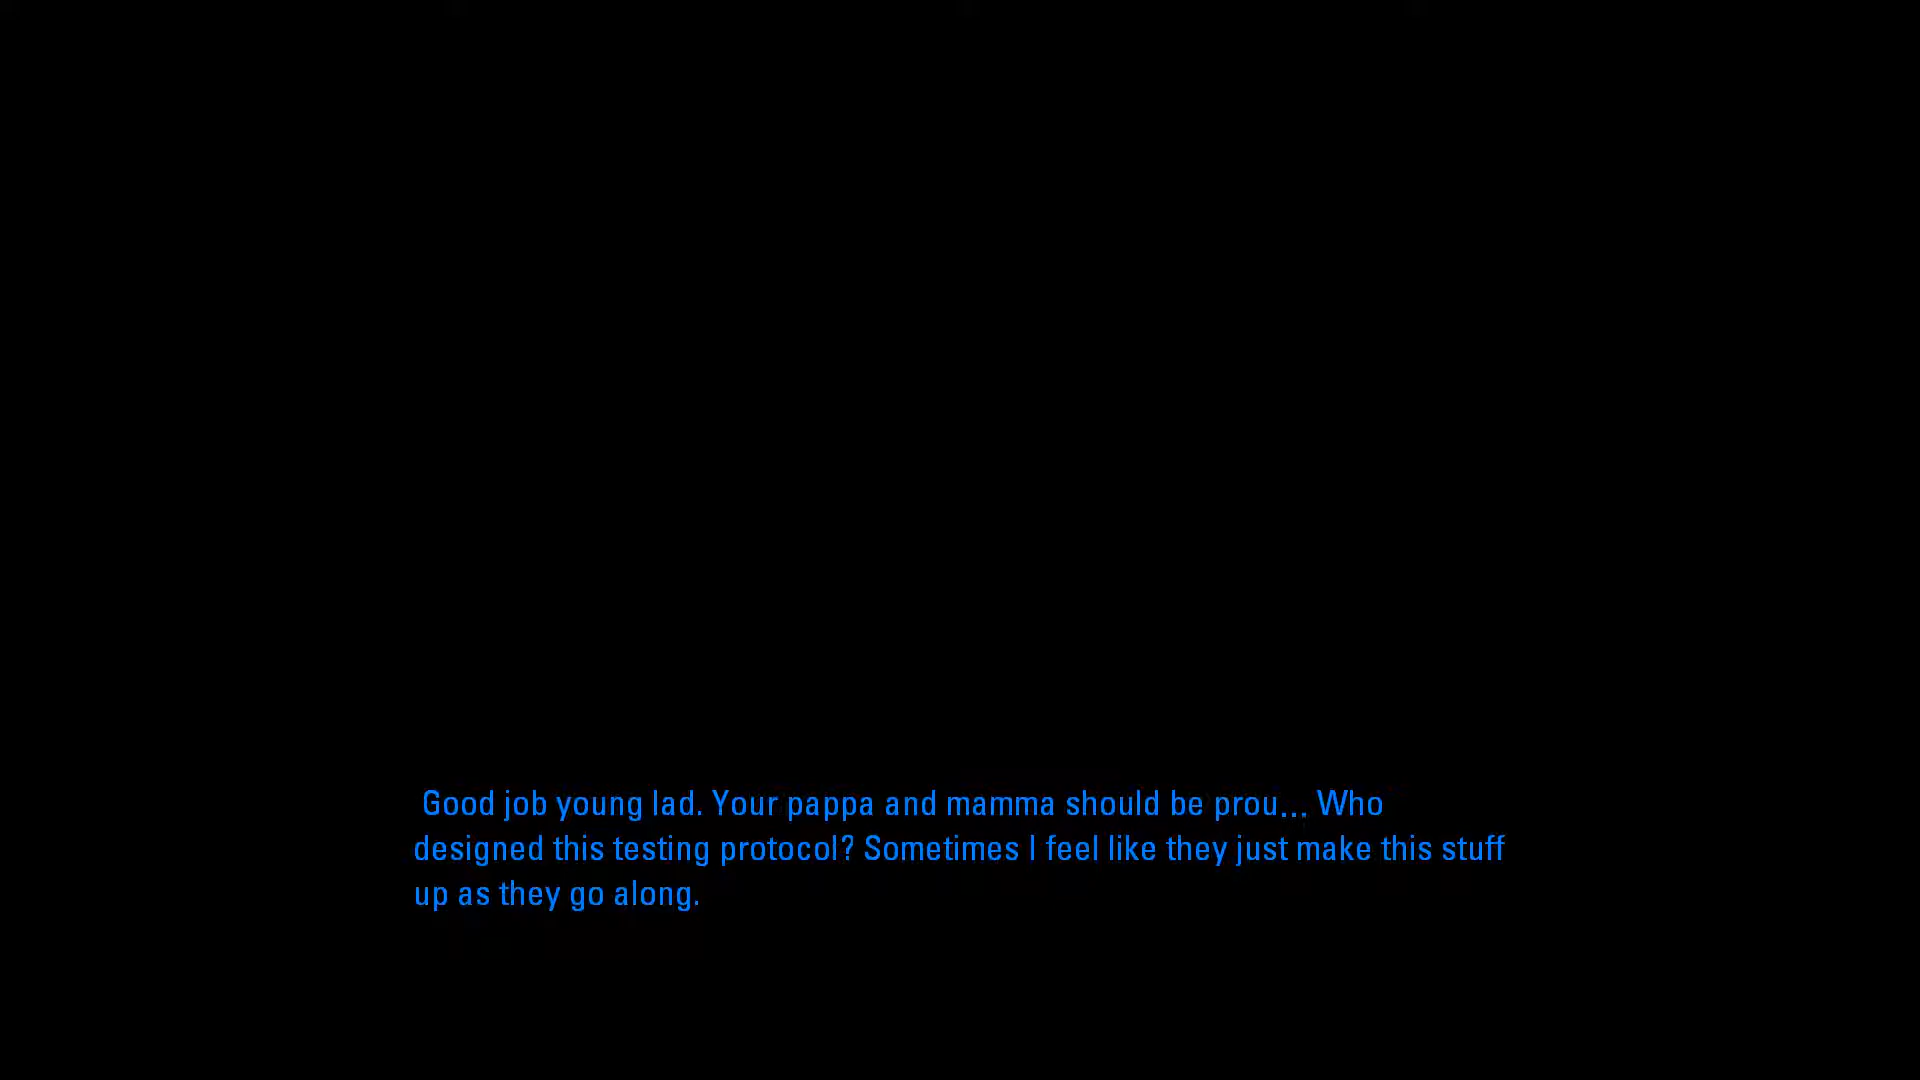 Good job young lad. Your pappa and mamma should be prou... Who
designed this testing protocol? Sometimes I feel like they just make this stuff
up as they go along.